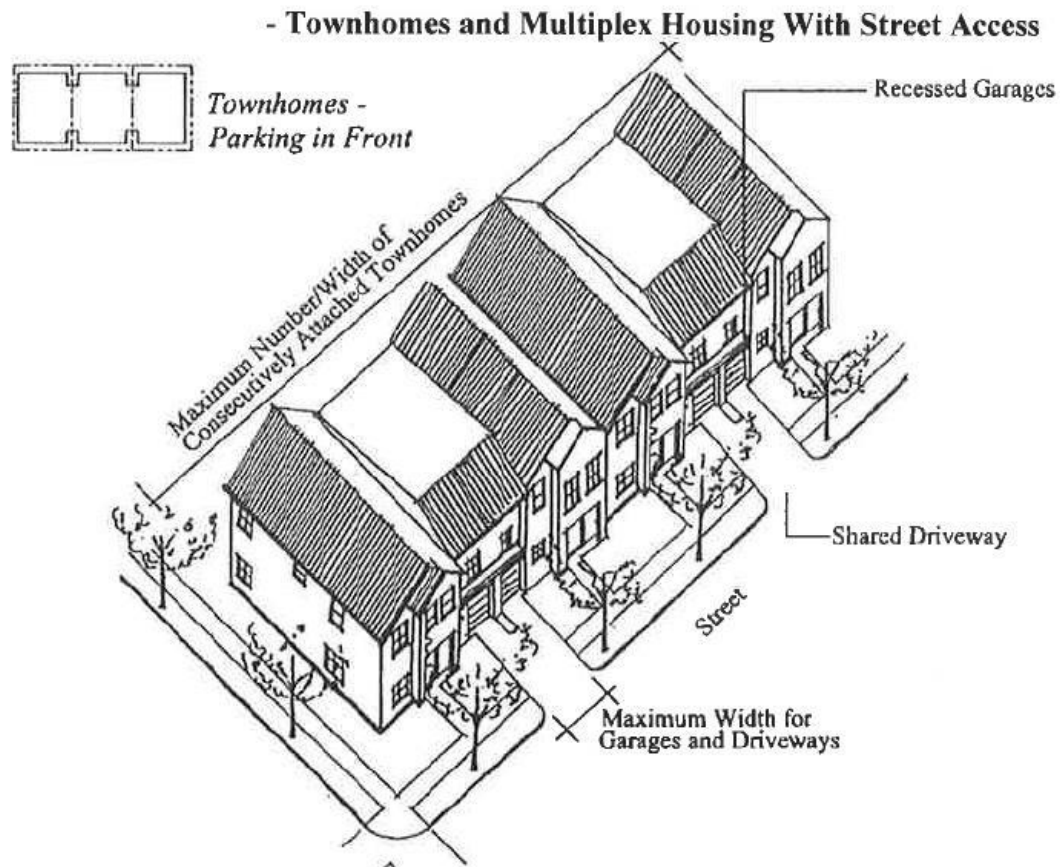 - Townhomes and Multiplex Housing With Street Access
Townhomes -
Parking in Front
Recessed Garages
Maximum Number/Width of
Consecutively Attached Townhomes
Shared Driveway
Street
Maximum Width for
Garages and Driveways